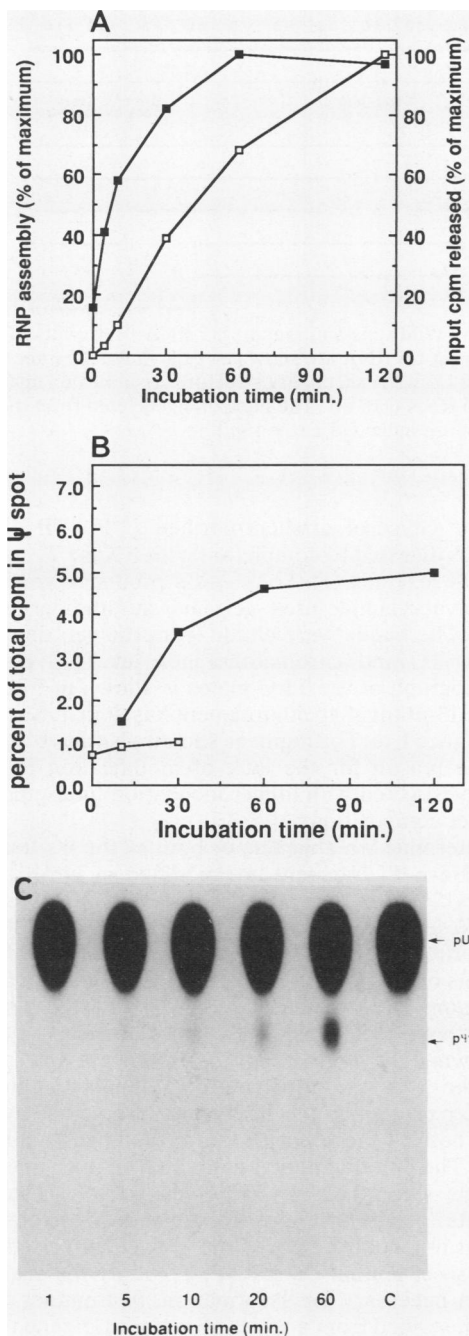 A
RNP assembly (% of maximum)
100
80
60
40
20
0
100
80
60
40
20
0
Input cpm released (% of maximum)
0 30 60 90 120
Incubation time (min.)
B
percent of total cpm in Ψ spot
7.0
6.0
5.0
4.0
3.0
2.0
1.0
0.0
0 30 60 90 120
Incubation time (min.)
C
pU
1 5 10 20 60 C
Incubation time (min.)